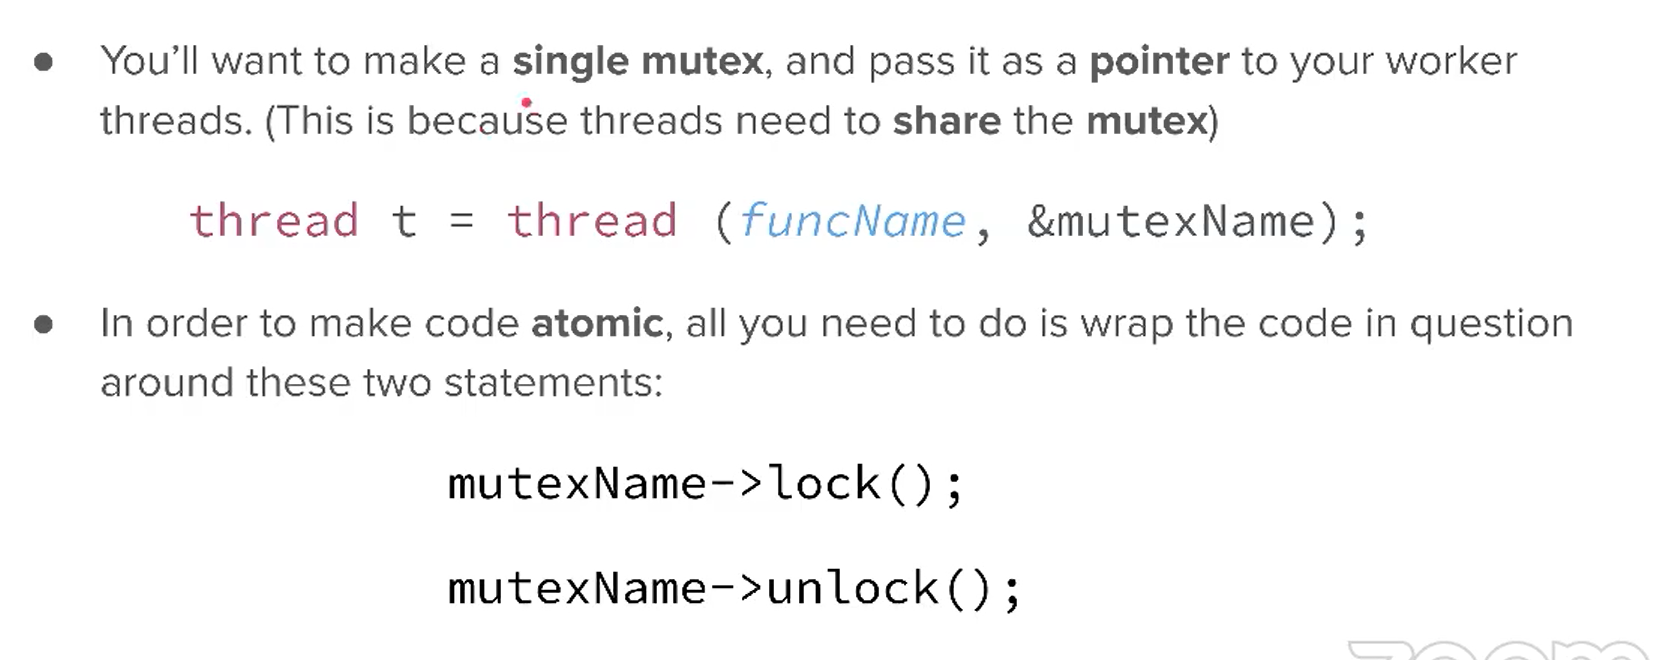 ● You’ll want to make a single mutex, and pass it as a pointer to your worker
threads. (This is because threads need to share the mutex)
thread t = thread (funcName, &mutexName);
● In order to make code atomic, all you need to do is wrap the code in question
around these two statements:
mutexName->lock();
mutexName->unlock();
zoom